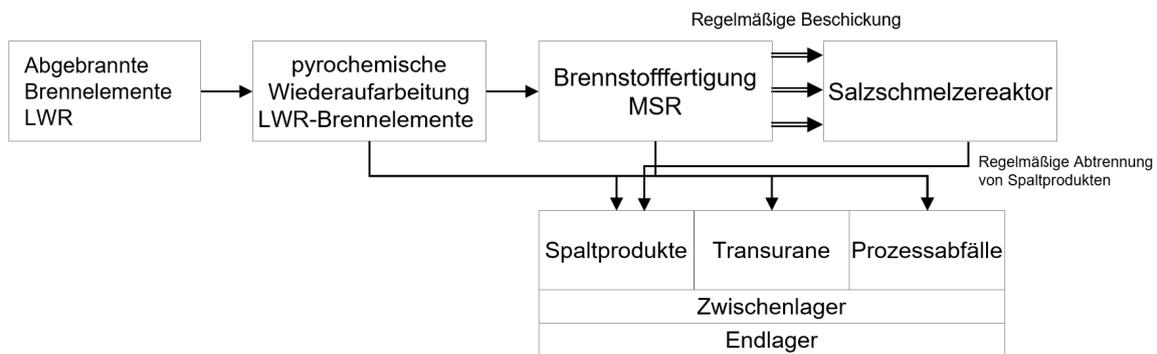 Regelmäßige Beschickung
Abgebrannte
Brennelemente
LWR
pyrochemische
Wiederaufarbeitung
LWR-Brennelemente
Brennstofffertigung
MSR
Salzschmelzereaktor
Regelmäßige Abtrennung
von Spaltprodukten
Spaltprodukte
Transurane
Prozessabfälle
Zwischenlager
Endlager